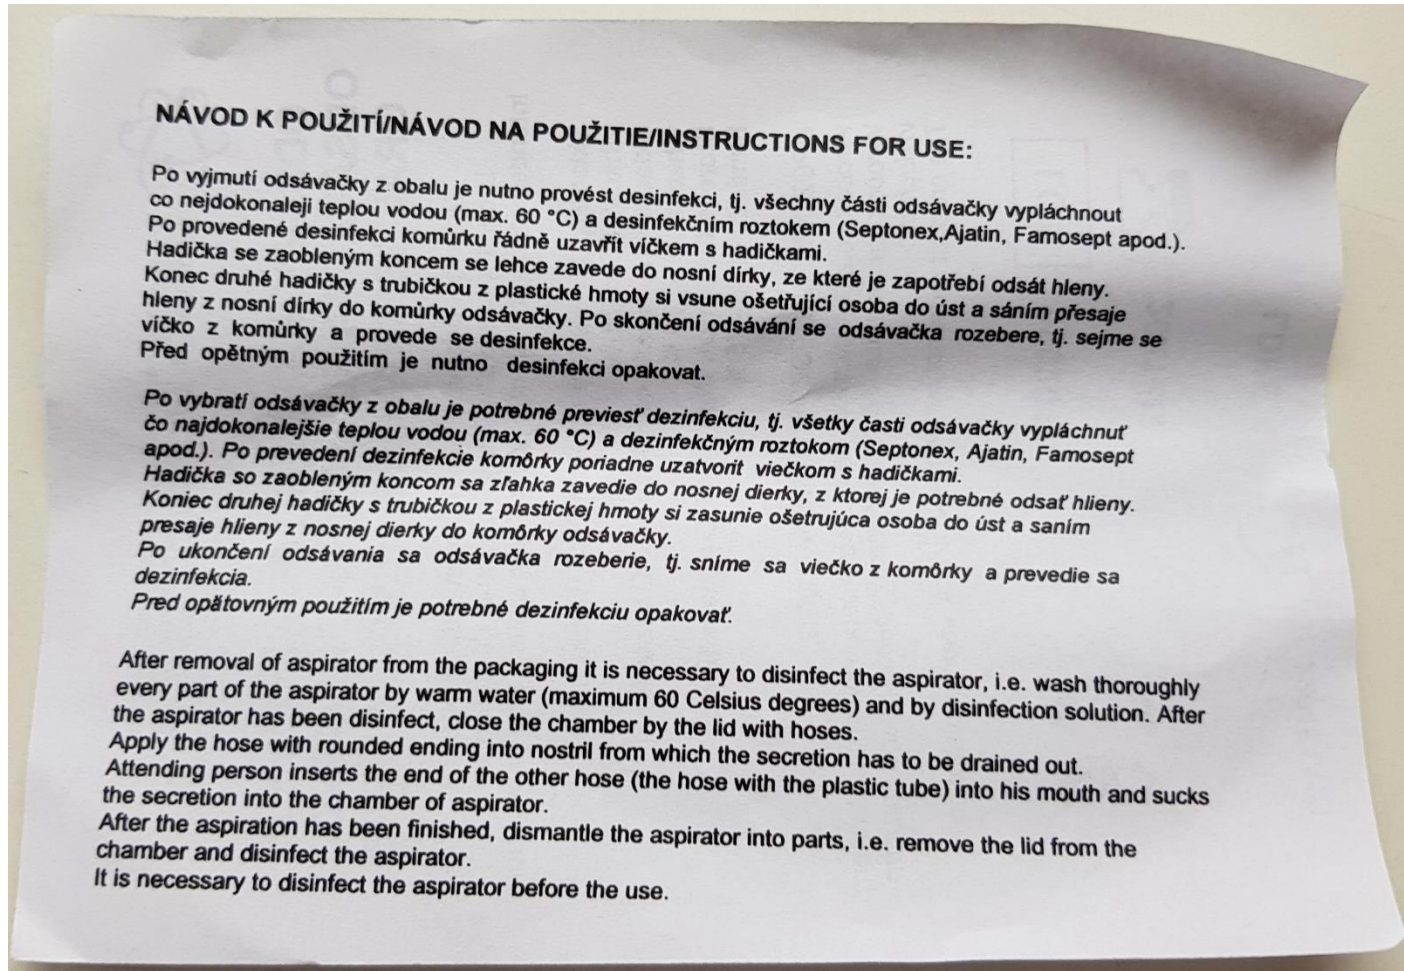 NÁVOD K POUŽITÍ/NÁVOD NA POUŽITIE/INSTRUCTIONS FOR USE:
Po vyjmutí odsávačky z obalu je nutno provést desinfekci, tj. všechny části odsávačky vypláchnout
co nejdokonaleji teplou vodou (max. 60 °C) a desinfekčním roztokem (Septonex,Ajatin, Famosept apod.).
Po provedené desinfekci komůrku řádně uzavřít víčkem s hadičkami.
Hadička se zaobleným koncem se lehce zavede do nosní dírky, ze které je zapotřebí odsát hleny.
Konec druhé hadičky s trubičkou z plastické hmoty si vsune ošetřující osoba do úst a sáním přesaje
hleny z nosní dírky do komůrky odsávačky. Po skončení odsávání se odsávačka rozebere, tj. sejme se
víčko z komůrky a provede se desinfekce.
Před opětným použitím je nutno desinfekci opakovat.
Po vybratí odsávačky z obalu je potrebné previesť dezinfekciu, tj. všetky časti odsávačky vypláchnuť
čo najdokonalejšie teplou vodou (max. 60 °C) a dezinfekčným roztokom (Septonex, Ajatin, Famosept
apod.). Po prevedení dezinfekcie komôrky poriadne uzatvorit viečkom s hadičkami.
Hadička so zaobleným koncom sa zľahka zavedie do nosnej dierky, z ktorej je potrebné odsať hlieny.
Koniec druhej hadičky s trubičkou z plastickej hmoty si zasunie ošetrujúca osoba do úst a saním
presaje hlieny z nosnej dierky do komôrky odsávačky.
Po ukončení odsávania sa odsávačka rozeberie, tj. sníme sa viečko z komôrky a prevedie sa
dezinfekcia.
Pred opätovným použitím je potrebné dezinfekciu opakovať.
After removal of aspirator from the packaging it is necessary to disinfect the aspirator, i.e. wash thoroughly
every part of the aspirator by warm water (maximum 60 Celsius degrees) and by disinfection solution. After
the aspirator has been disinfect, close the chamber by the lid with hoses.
Apply the hose with rounded ending into nostril from which the secretion has to be drained out.
Attending person inserts the end of the other hose (the hose with the plastic tube) into his mouth and sucks
the secretion into the chamber of aspirator.
After the aspiration has been finished, dismantle the aspirator into parts, i.e. remove the lid from the
chamber and disinfect the aspirator.
It is necessary to disinfect the aspirator before the use.